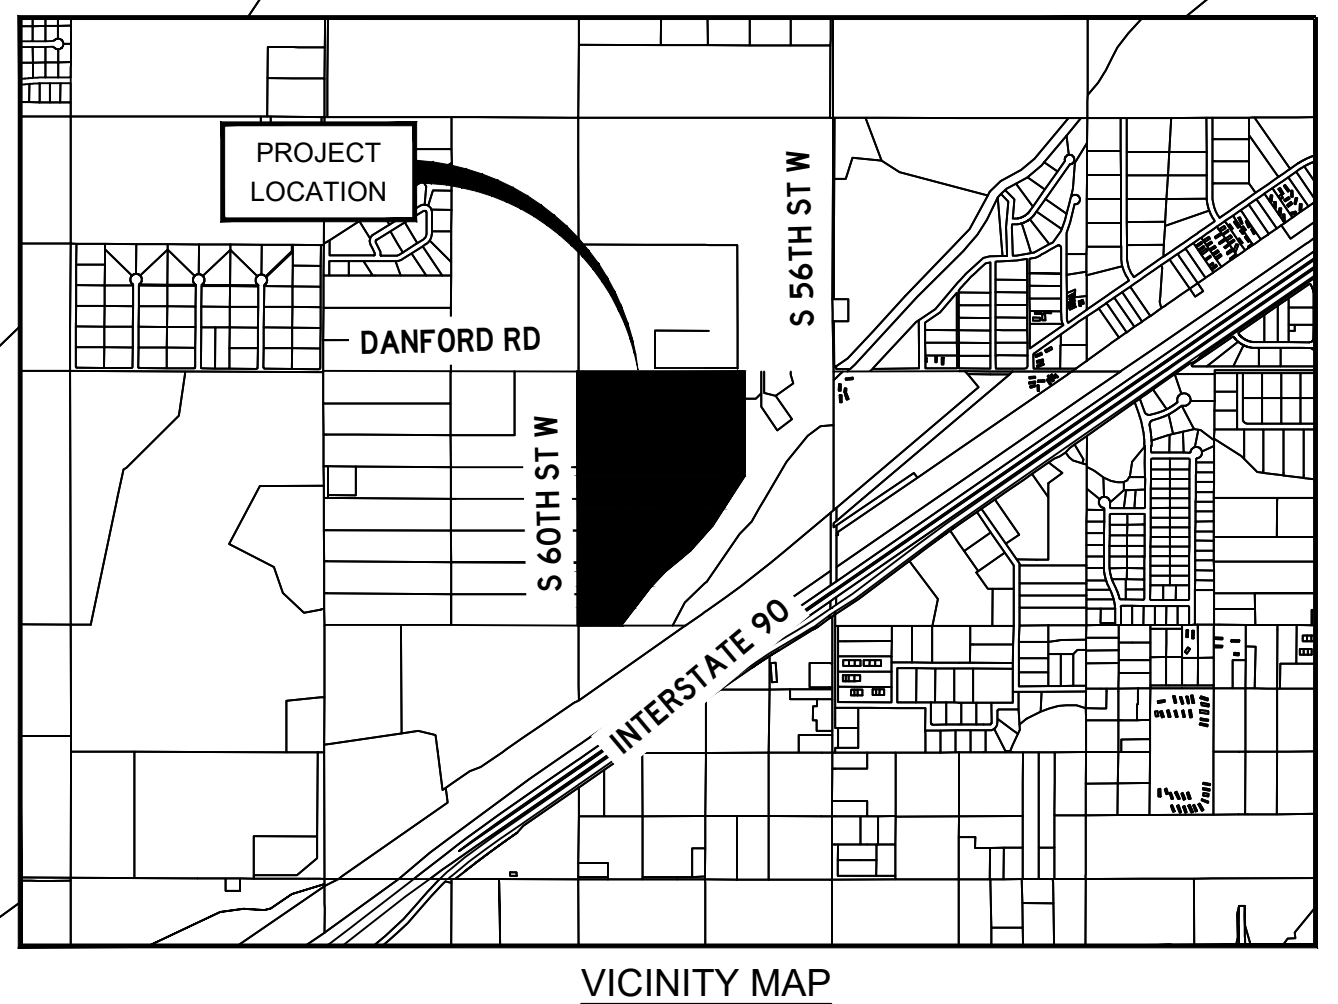 PROJECT
LOCATION
S 56TH ST W
DANFORD RD
S 60TH ST W
INTERSTATE 90
VICINITY MAP